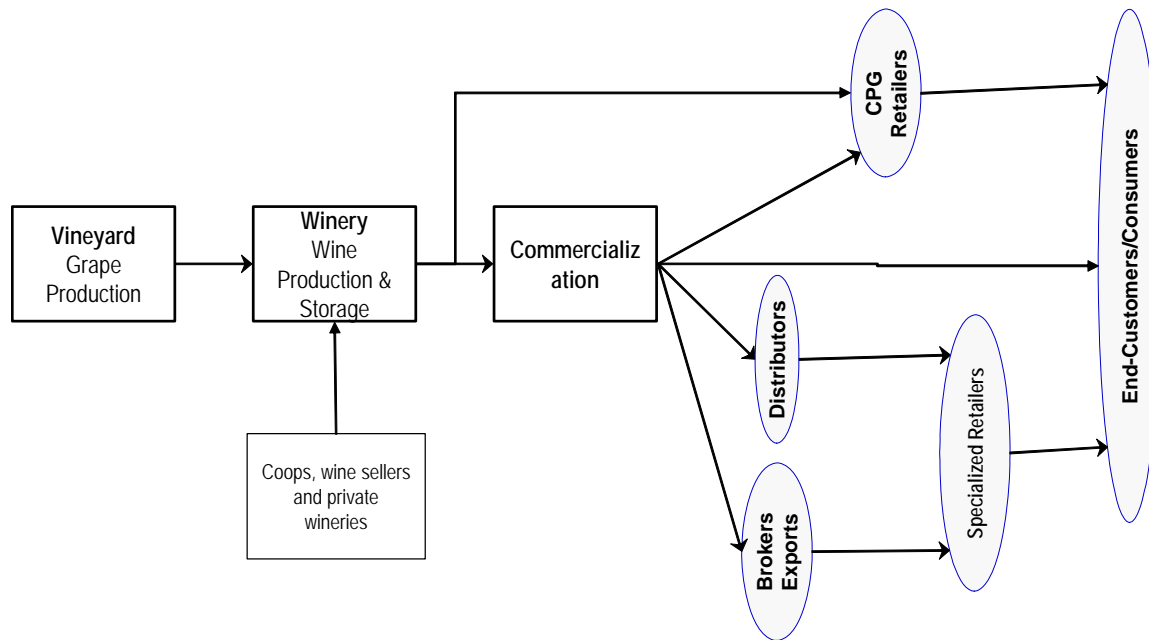 Vineyard
Grape
Production
Winery
Wine
Production &
Storage
Commercializ
ation
Coops, wine sellers
and private
wineries
CPG
Retailers
Distributors
Brokers
Exports
Specialized Retailers
End-Customers/Consumers